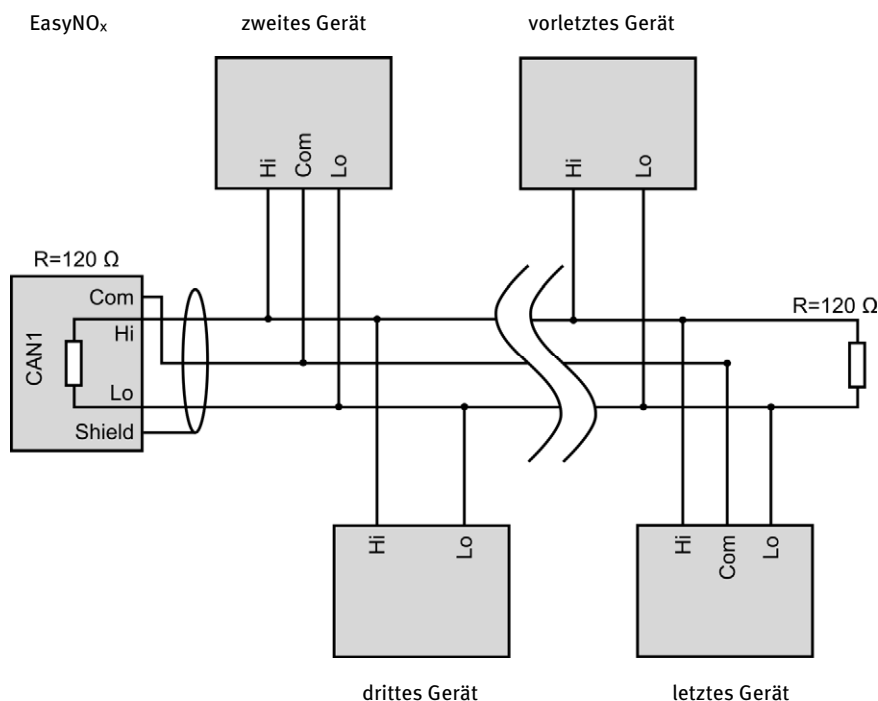 EasyNOₓ
zweites Gerät
vorletztes Gerät
Hi
Com
Lo
Hi
Lo
R=120 Ω
CAN1
Com
Hi
Lo
Shield
R=120 Ω
Hi
Lo
Hi
Com
Lo
drittes Gerät
letztes Gerät